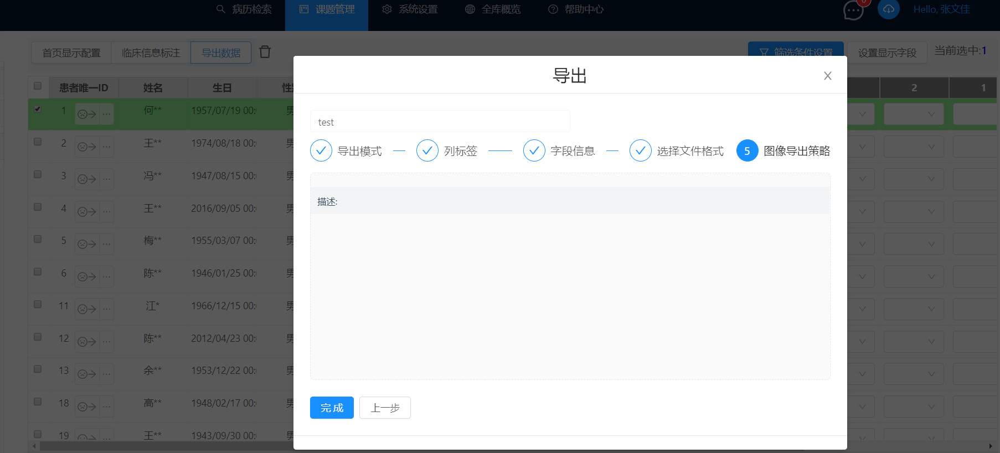 病历检索 课题管理 系统设置 全库概览 帮助中心 0 Hello, 张文佳
首页显示配置 临床信息标注 导出数据 筛选条件设置 设置显示字段 当前选中:1
导出
患者唯一ID 姓名 生日 2 1
1 何** 1957/07/19 00: 男
test
2 王** 1974/08/18 00: 男
导出模式 列标签 字段信息 选择文件格式 5 图像导出策略
3 冯** 1947/08/15 00: 男
描述:
4 王** 2016/09/05 00: 男
5 梅** 1955/03/07 00: 男
6 陈** 1946/01/25 00: 男
11 江* 1966/12/15 00: 男
12 陈** 2012/04/23 00: 男
13 余** 1953/12/22 00: 男
18 高** 1948/02/17 00: 男
完成 上一步
19 王** 1943/09/30 00: 男